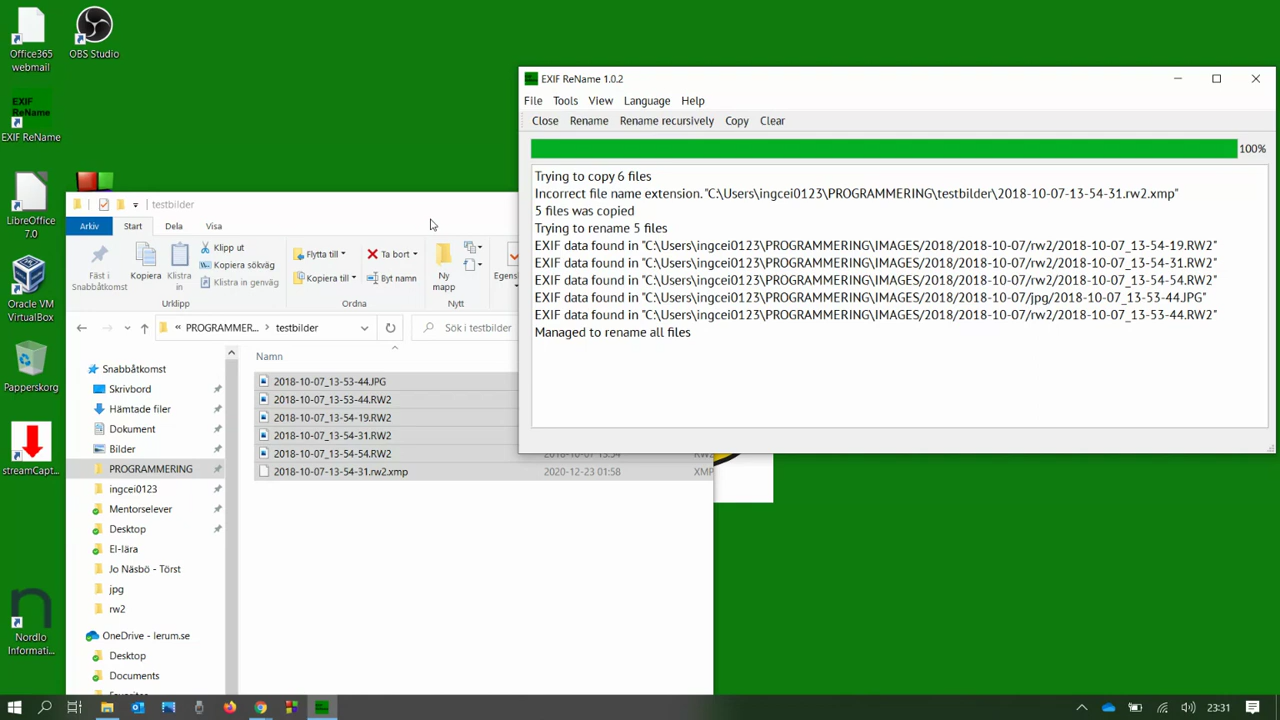 Office365
webmail
OBS Studio
EXIF
ReName
EXIF ReName
LibreOffice
7.0
Oracle VM
VirtualBox
Papperskorg
streamCapt...
Nordlo
Informati...
testbilder
Arkiv
Start
Dela
Visa
Fäst i
Snabbåtkomst
Kopiera
Klistra
in
Klipp ut
Kopiera sökväg
Klistra in genväg
Urklipp
Flytta till
Kopiera till
Ta bort
Byt namn
Ordna
Ny
mapp
Nytt
Egensk
« PROGRAMMER... › testbilder
Sök i testbilder
Namn
Snabbåtkomst
Skrivbord
Hämtade filer
Dokument
Bilder
PROGRAMMERING
ingcei0123
Mentorselever
Desktop
El-lära
Jo Näsbö - Törst
jpg
rw2
OneDrive - lerum.se
Desktop
Documents
2018-10-07_13-53-44.JPG
2018-10-07_13-53-44.RW2
2018-10-07_13-54-19.RW2
2018-10-07_13-54-31.RW2
2018-10-07_13-54-54.RW2
2018-10-07-13-54-31.rw2.xmp 2020-12-23 01:58 XMP
EXIF ReName 1.0.2
File Tools View Language Help
Close Rename Rename recursively Copy Clear
100%
Trying to copy 6 files
Incorrect file name extension. "C:\Users\ingcei0123\PROGRAMMERING\testbilder\2018-10-07-13-54-31.rw2.xmp"
5 files was copied
Trying to rename 5 files
EXIF data found in "C:\Users\ingcei0123\PROGRAMMERING\IMAGES/2018/2018-10-07/rw2/2018-10-07_13-54-19.RW2"
EXIF data found in "C:\Users\ingcei0123\PROGRAMMERING\IMAGES/2018/2018-10-07/rw2/2018-10-07_13-54-31.RW2"
EXIF data found in "C:\Users\ingcei0123\PROGRAMMERING\IMAGES/2018/2018-10-07/rw2/2018-10-07_13-54-54.RW2"
EXIF data found in "C:\Users\ingcei0123\PROGRAMMERING\IMAGES/2018/2018-10-07/jpg/2018-10-07_13-53-44.JPG"
EXIF data found in "C:\Users\ingcei0123\PROGRAMMERING\IMAGES/2018/2018-10-07/rw2/2018-10-07_13-53-44.RW2"
Managed to rename all files
23:31